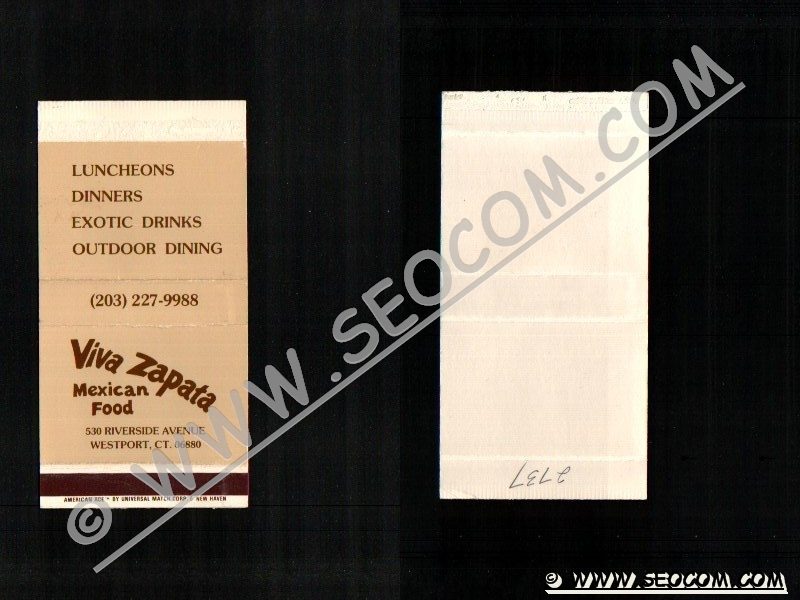 LUNCHEONS
DINNERS
EXOTIC DRINKS
OUTDOOR DINING
(203) 227-9988
Viva Zapata
Mexican
Food
530 RIVERSIDE AVENUE
WESTPORT, CT. 06880
AMERICAN ACE™ BY UNIVERSAL MATCH CORP. NEW HAVEN
2737
© WWW.SEOCOM.COM
© WWW.SEOCOM.COM